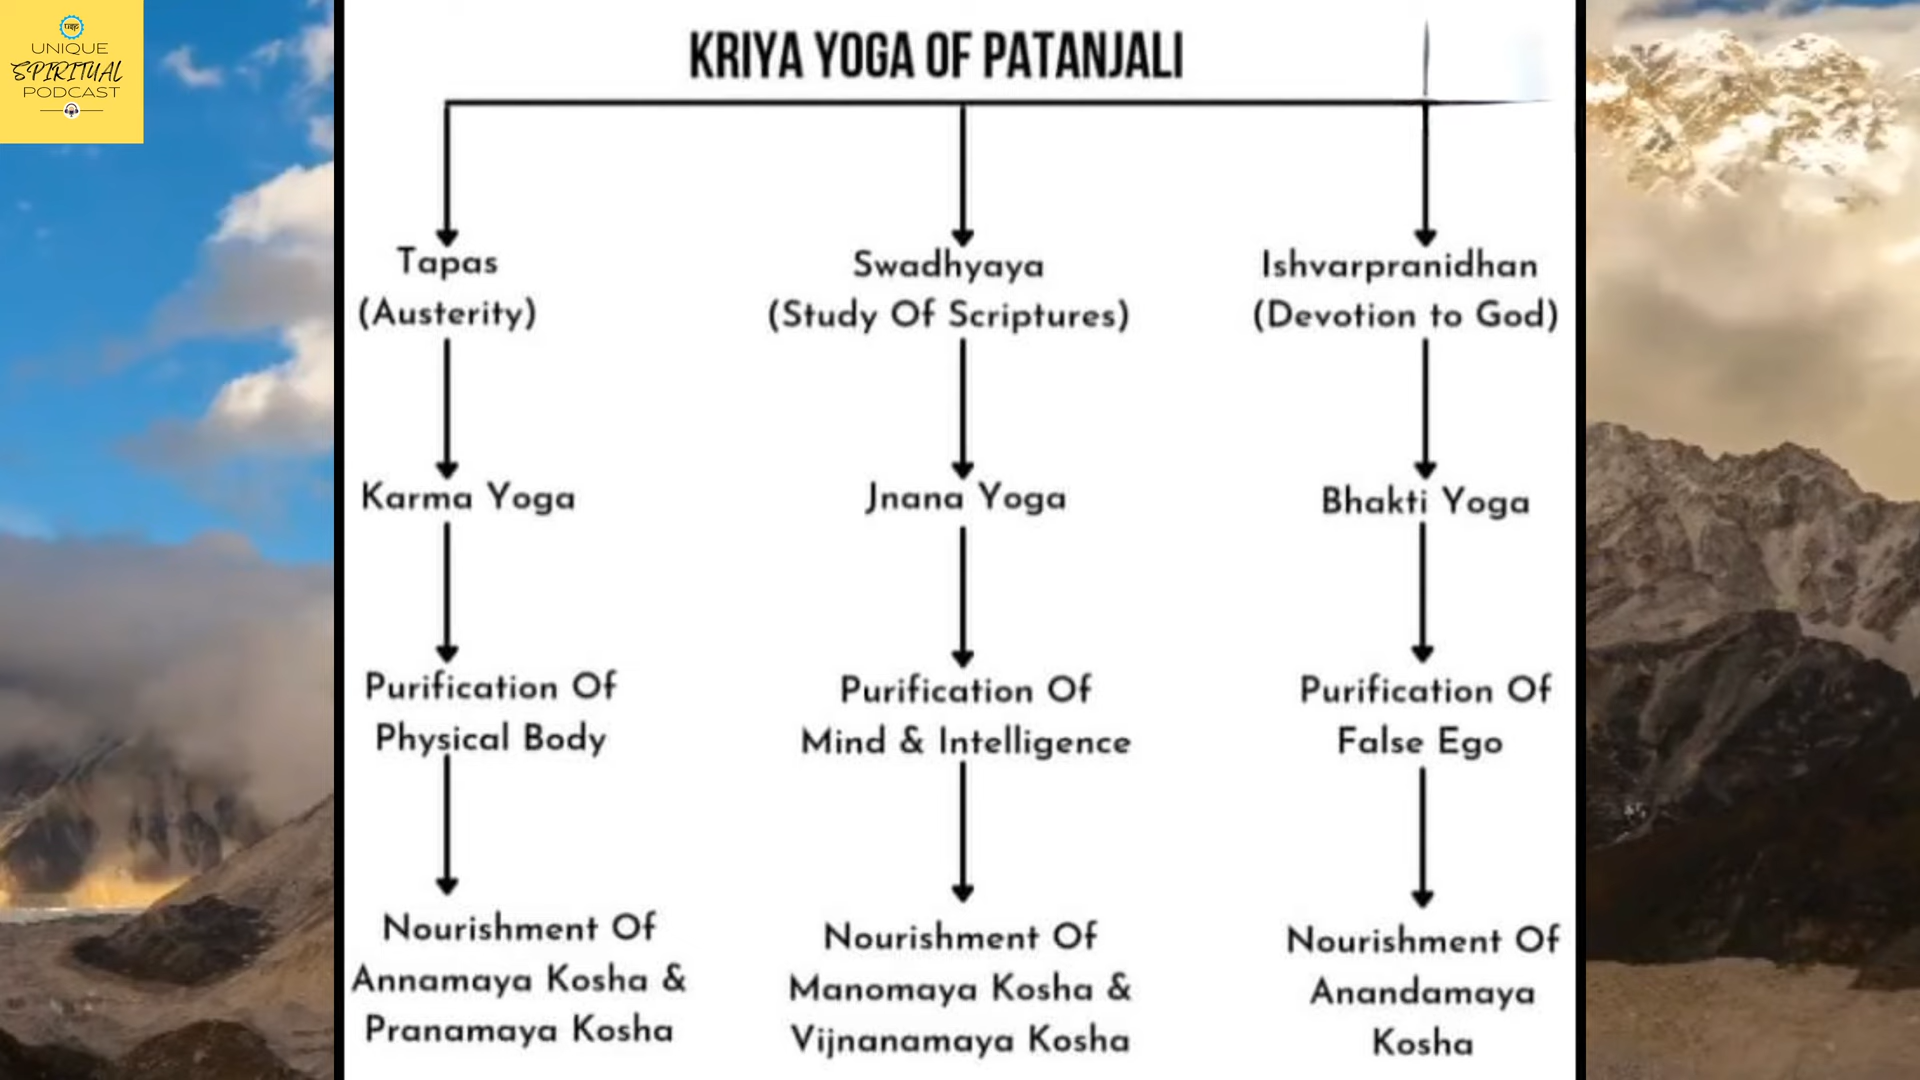 UNIQUE
SPIRITUAL
PODCAST
KRIYA YOGA OF PATANJALI
Tapas
(Austerity)
Karma Yoga
Purification Of
Physical Body
Nourishment Of
Annamaya Kosha &
Pranamaya Kosha
Swadhyaya
(Study Of Scriptures)
Jnana Yoga
Purification Of
Mind & Intelligence
Nourishment Of
Manomaya Kosha &
Vijnanamaya Kosha
Ishvarpranidhan
(Devotion to God)
Bhakti Yoga
Purification Of
False Ego
Nourishment Of
Anandamaya
Kosha